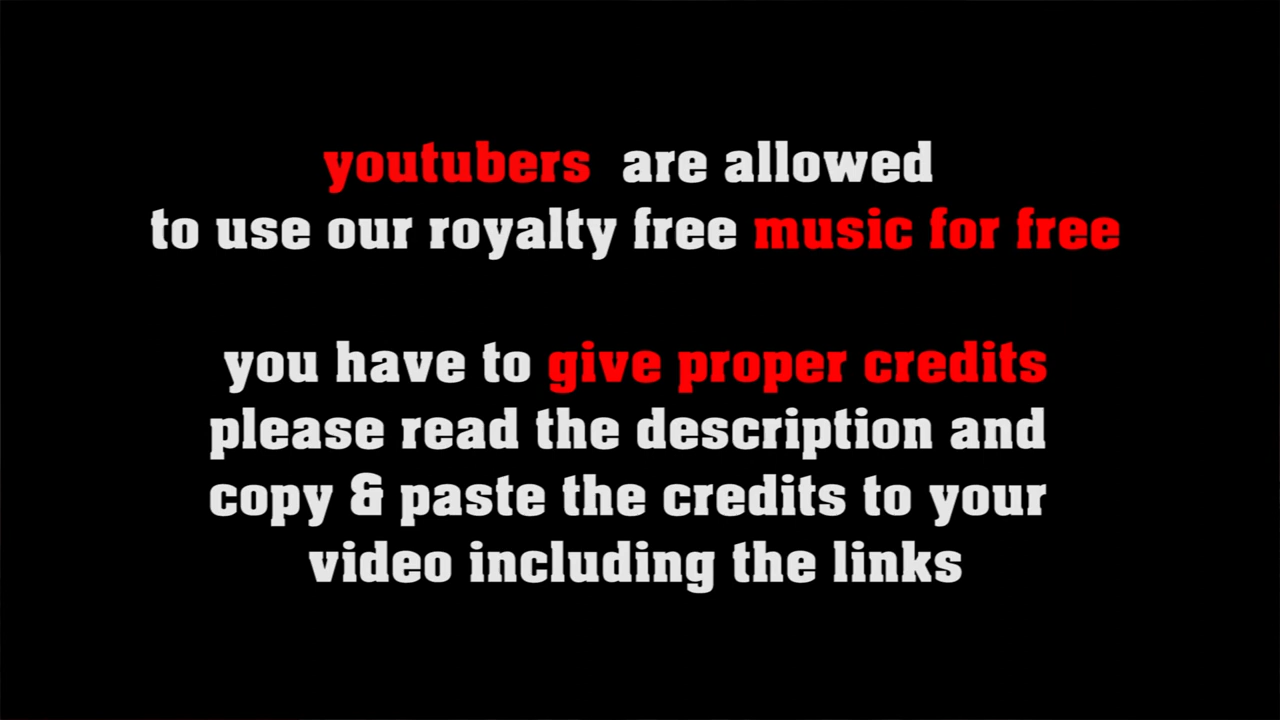 youtubers are allowed
to use our royalty free music for free
you have to give proper credits
please read the description and
copy & paste the credits to your
video including the links